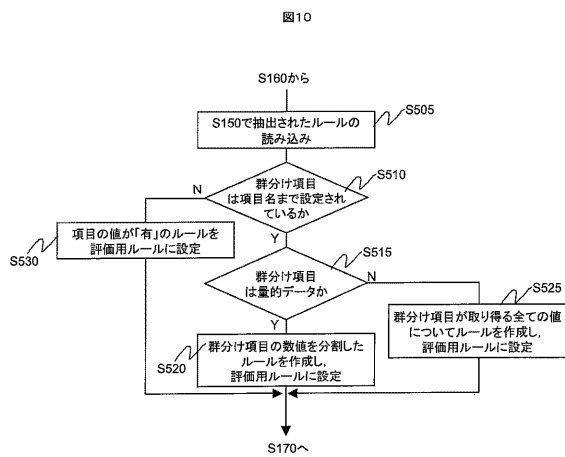 図10
S160から
S150で抽出されたルールの
読み込み
S505
群分け項目
は項目名まで設定され
ているか
S510
N
Y
項目の値が「有」のルールを
評価用ルールに設定
S530
群分け項目
は量的データか
S515
N
Y
群分け項目が取り得る全ての値
についてルールを作成し,
評価用ルールに設定
S525
群分け項目の数値を分割した
ルールを作成し,
評価用ルールに設定
S520
S170へ